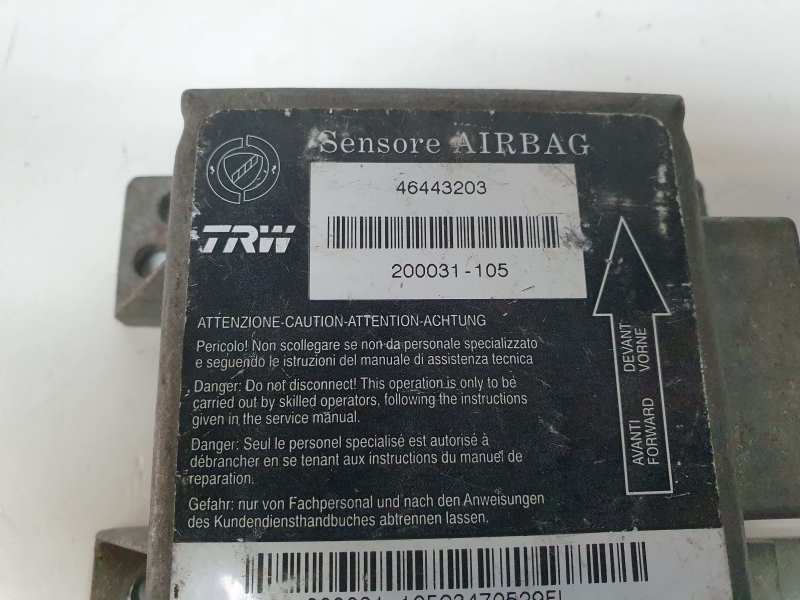 Sensore AIRBAG
46443203
TRW
200031-105
ATTENZIONE-CAUTION-ATTENTION-ACHTUNG
Pericolo! Non scollegare se non da personale specializzato
e seguendo le istruzioni del manuale di assistenza tecnica
Danger: Do not disconnect! This operation is only to be
carried out by skilled operators, following the instructions
given in the service manual.
Danger: Seul le personel specialisé est autorisé à
débrancher en se tenant aux instructions du manuel de
reparation.
Gefahr: nur von Fachpersonal und nach den Anweisungen
des Kundendiensthandbuches abtrennen lassen.
DEVANT
VORNE
AVANTI
FORWARD